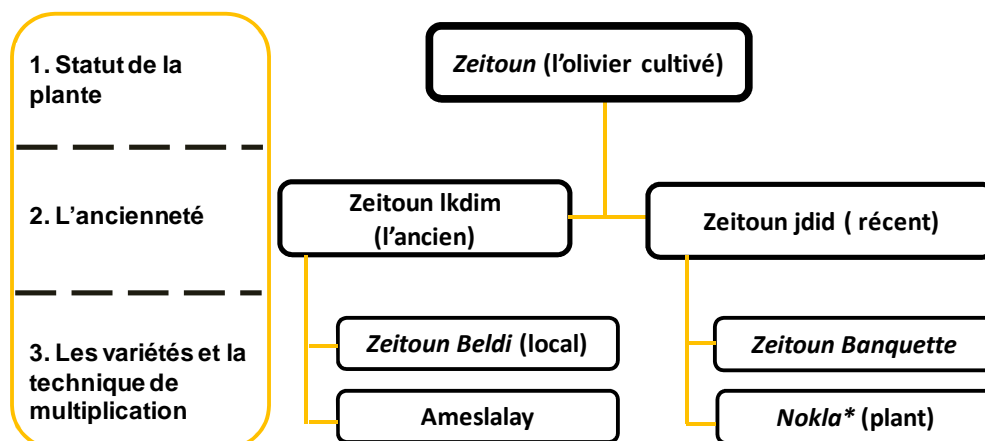 1. Statut de la
plante
2. L’ancienneté
3. Les variétés et la
technique de
multiplication
Zeitoun (l’olivier cultivé)
Zeitoun lkdim
(l’ancien)
Zeitoun jdid ( récent)
Zeitoun Beldi (local)
Ameslalay
Zeitoun Banquette
Nokla* (plant)